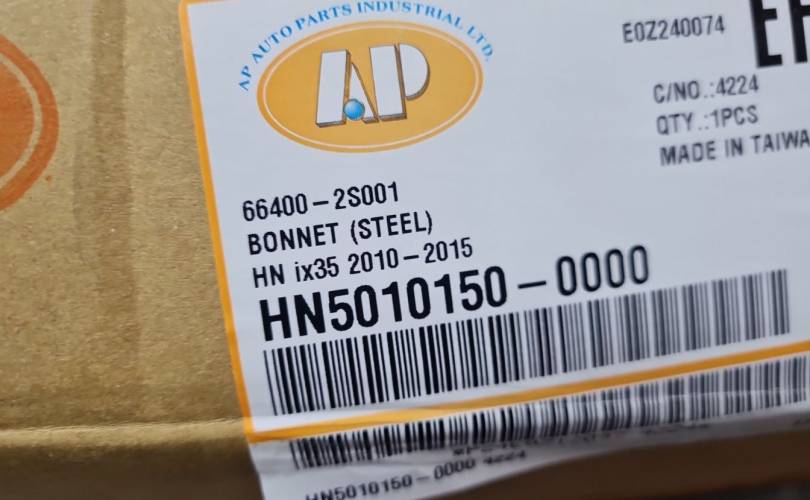 AP AUTO PARTS INDUSTRIAL LTD.
AP
E0Z240074
C/NO.:4224
QTY.:1PCS
MADE IN TAIWA
66400-2S001
BONNET (STEEL)
HN ix35 2010-2015
HN5010150-0000
HN5010150-0000 4224